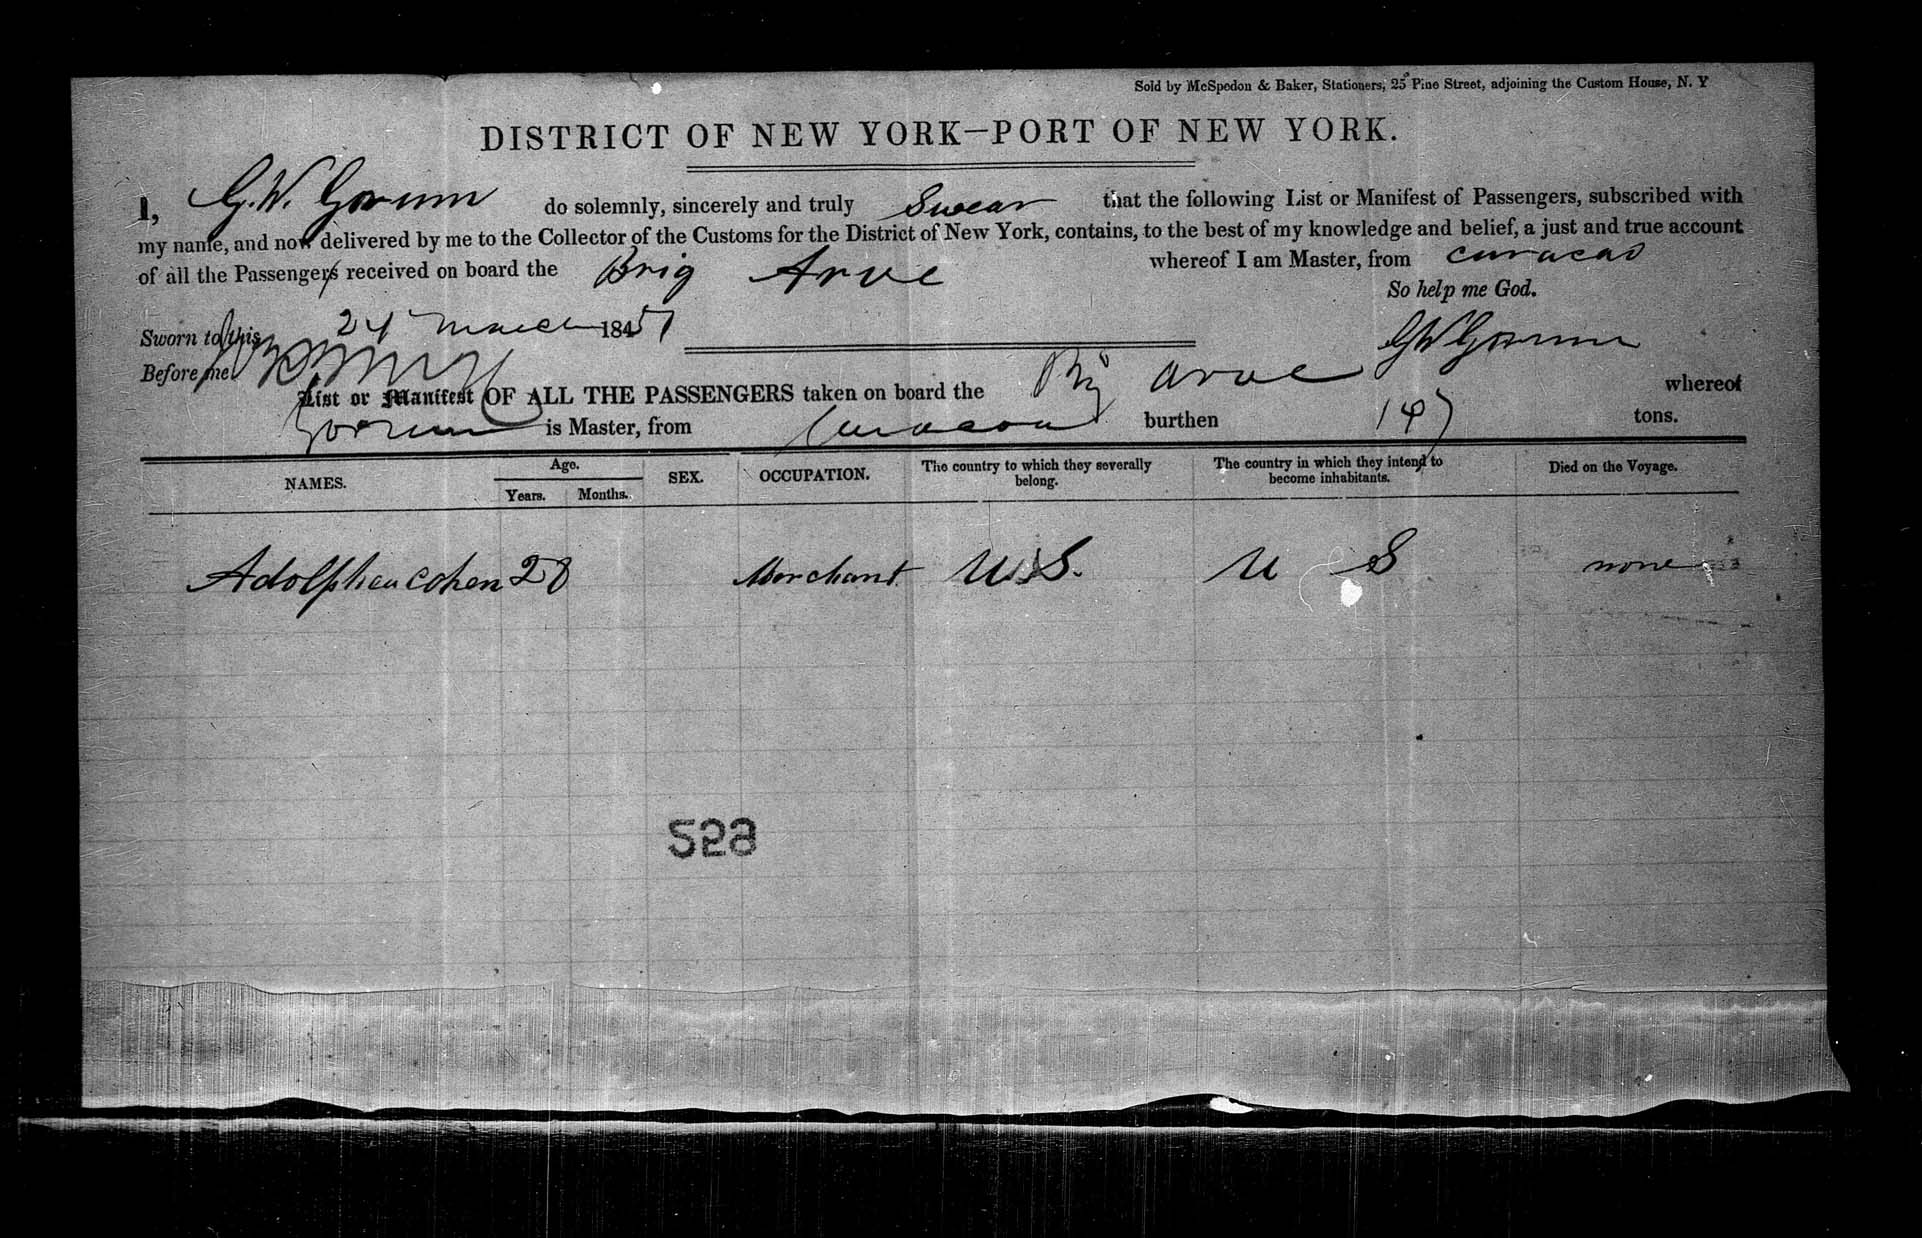 Sold by McSpedon & Baker, Stationers, 25 Pine Street, adjoining the Custom House, N. Y
DISTRICT OF NEW YORK—PORT OF NEW YORK.
I, G. W. Gorum do solemnly, sincerely and truly Swear that the following List or Manifest of Passengers, subscribed with
my name, and now delivered by me to the Collector of the Customs for the District of New York, contains, to the best of my knowledge and belief, a just and true account
of all the Passengers received on board the Brig Arve whereof I am Master, from curacao
So help me God.
Sworn to this 24 March 1851
G W Gorum
Before me
List or Manifest OF ALL THE PASSENGERS taken on board the Brig Arve whereof
Gorum is Master, from Curacoa burthen 147 tons.
NAMES. Age. Years. Months. SEX. OCCUPATION. The country to which they severally belong. The country in which they intend to become inhabitants. Died on the Voyage.
Cohen 28 Merchant U.S. U S none
528